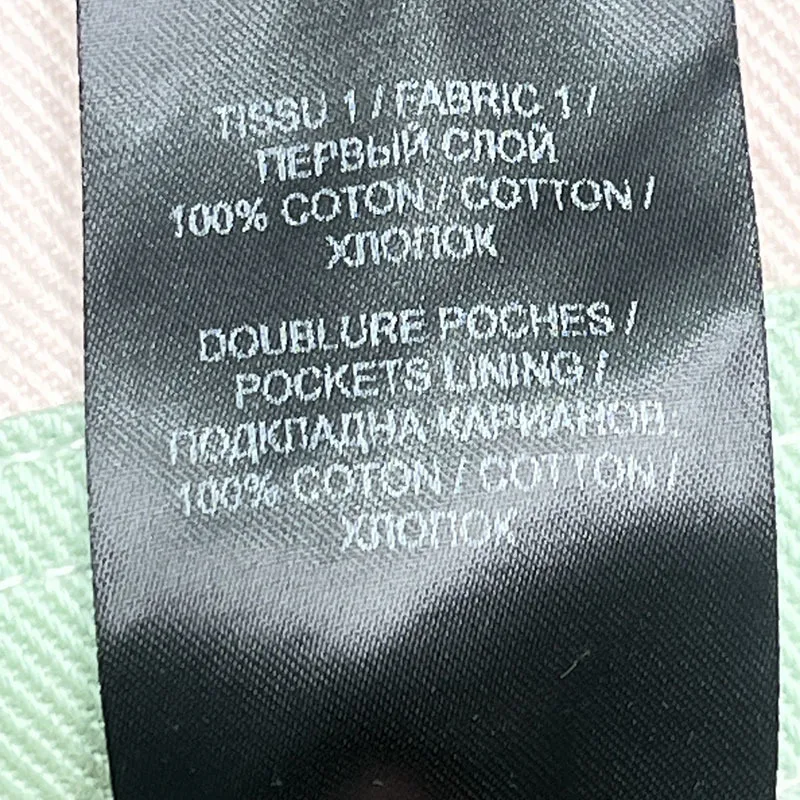 TISSU 1 / FABRIC 1 /
ПЕРВЫЙ СЛОЙ
100% COTON / COTTON /
ХЛОПОК
DOUBLURE POCHES /
POCKETS LINING /
ПОДКЛАДНА КАРМАНОВ:
100% COTON / COTTON /
ХЛОПОК